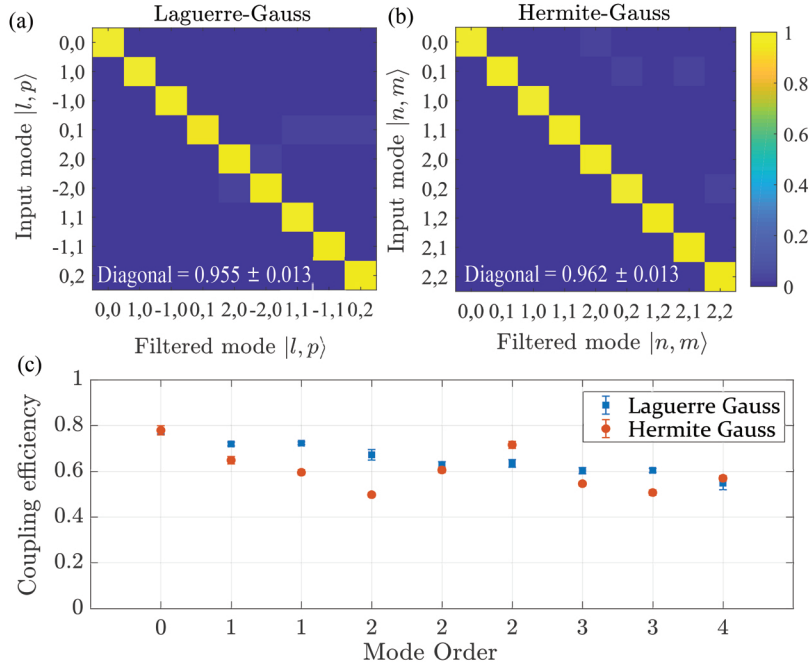 (a)
Laguerre-Gauss
Input mode |l, p⟩
0,0
1,0
-1,0
0,1
2,0
-2,0
1,1
-1,1
0,2
Diagonal = 0.955 ± 0.013
0,0 1,0 -1,0 0,1 2,0 -2,0 1,1 -1,1 0,2
Filtered mode |l, p⟩
(b)
Hermite-Gauss
Input mode |n, m⟩
0,0
0,1
1,0
1,1
2,0
0,2
1,2
2,1
2,2
Diagonal = 0.962 ± 0.013
0,0 0,1 1,0 1,1 2,0 0,2 1,2 2,1 2,2
Filtered mode |n, m⟩
1
0.8
0.6
0.4
0.2
0
(c)
Coupling efficiency
1
0.8
0.6
0.4
0.2
0
Laguerre Gauss
Hermite Gauss
0 1 1 2 2 2 3 3 4
Mode Order